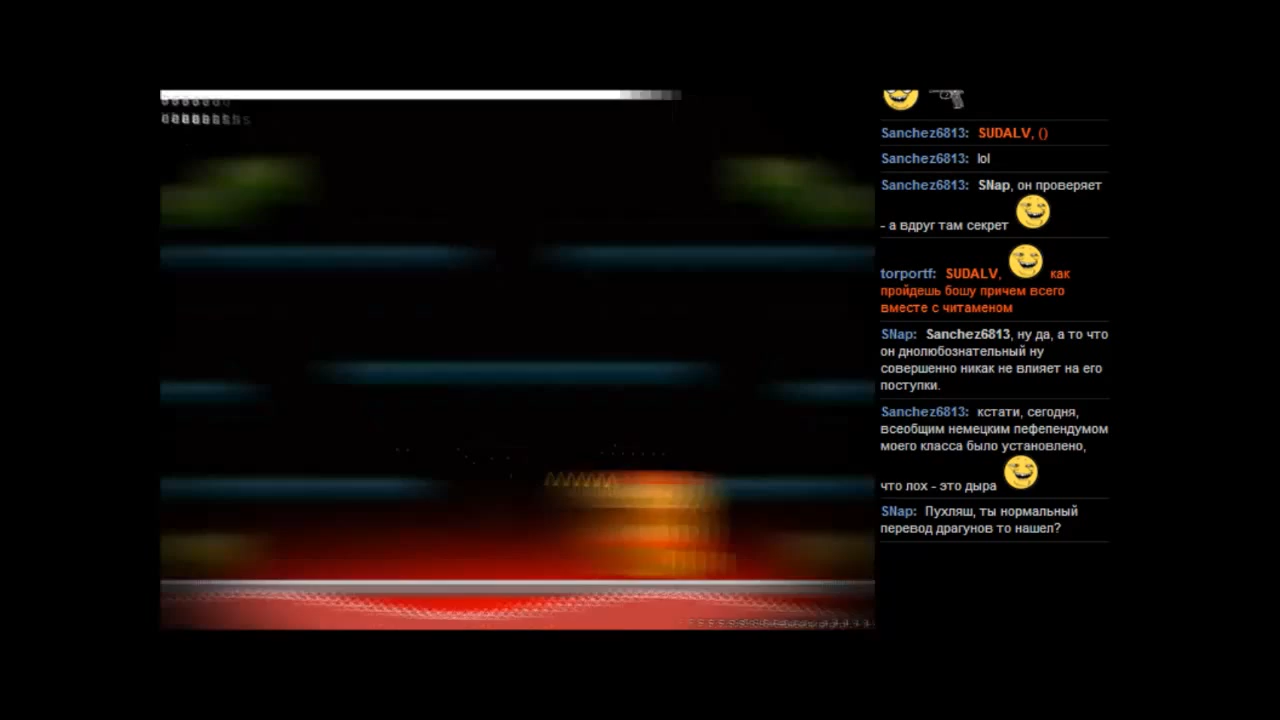 Sanchez6813: SUDALV, ()
Sanchez6813: lol
Sanchez6813: SNap, он проверяет
- а вдруг там секрет
torportf: SUDALV, как
пройдешь бошу причем всего
вместе с читаменом
SNap: Sanchez6813, ну да, а то что
он днолюбознательный ну
совершенно никак не влияет на его
поступки.
Sanchez6813: кстати, сегодня,
всеобщим немецким пефепендумом
моего класса было установлено,
что лох - это дыра
SNap: Пухляш, ты нормальный
перевод драгунов то нашел?